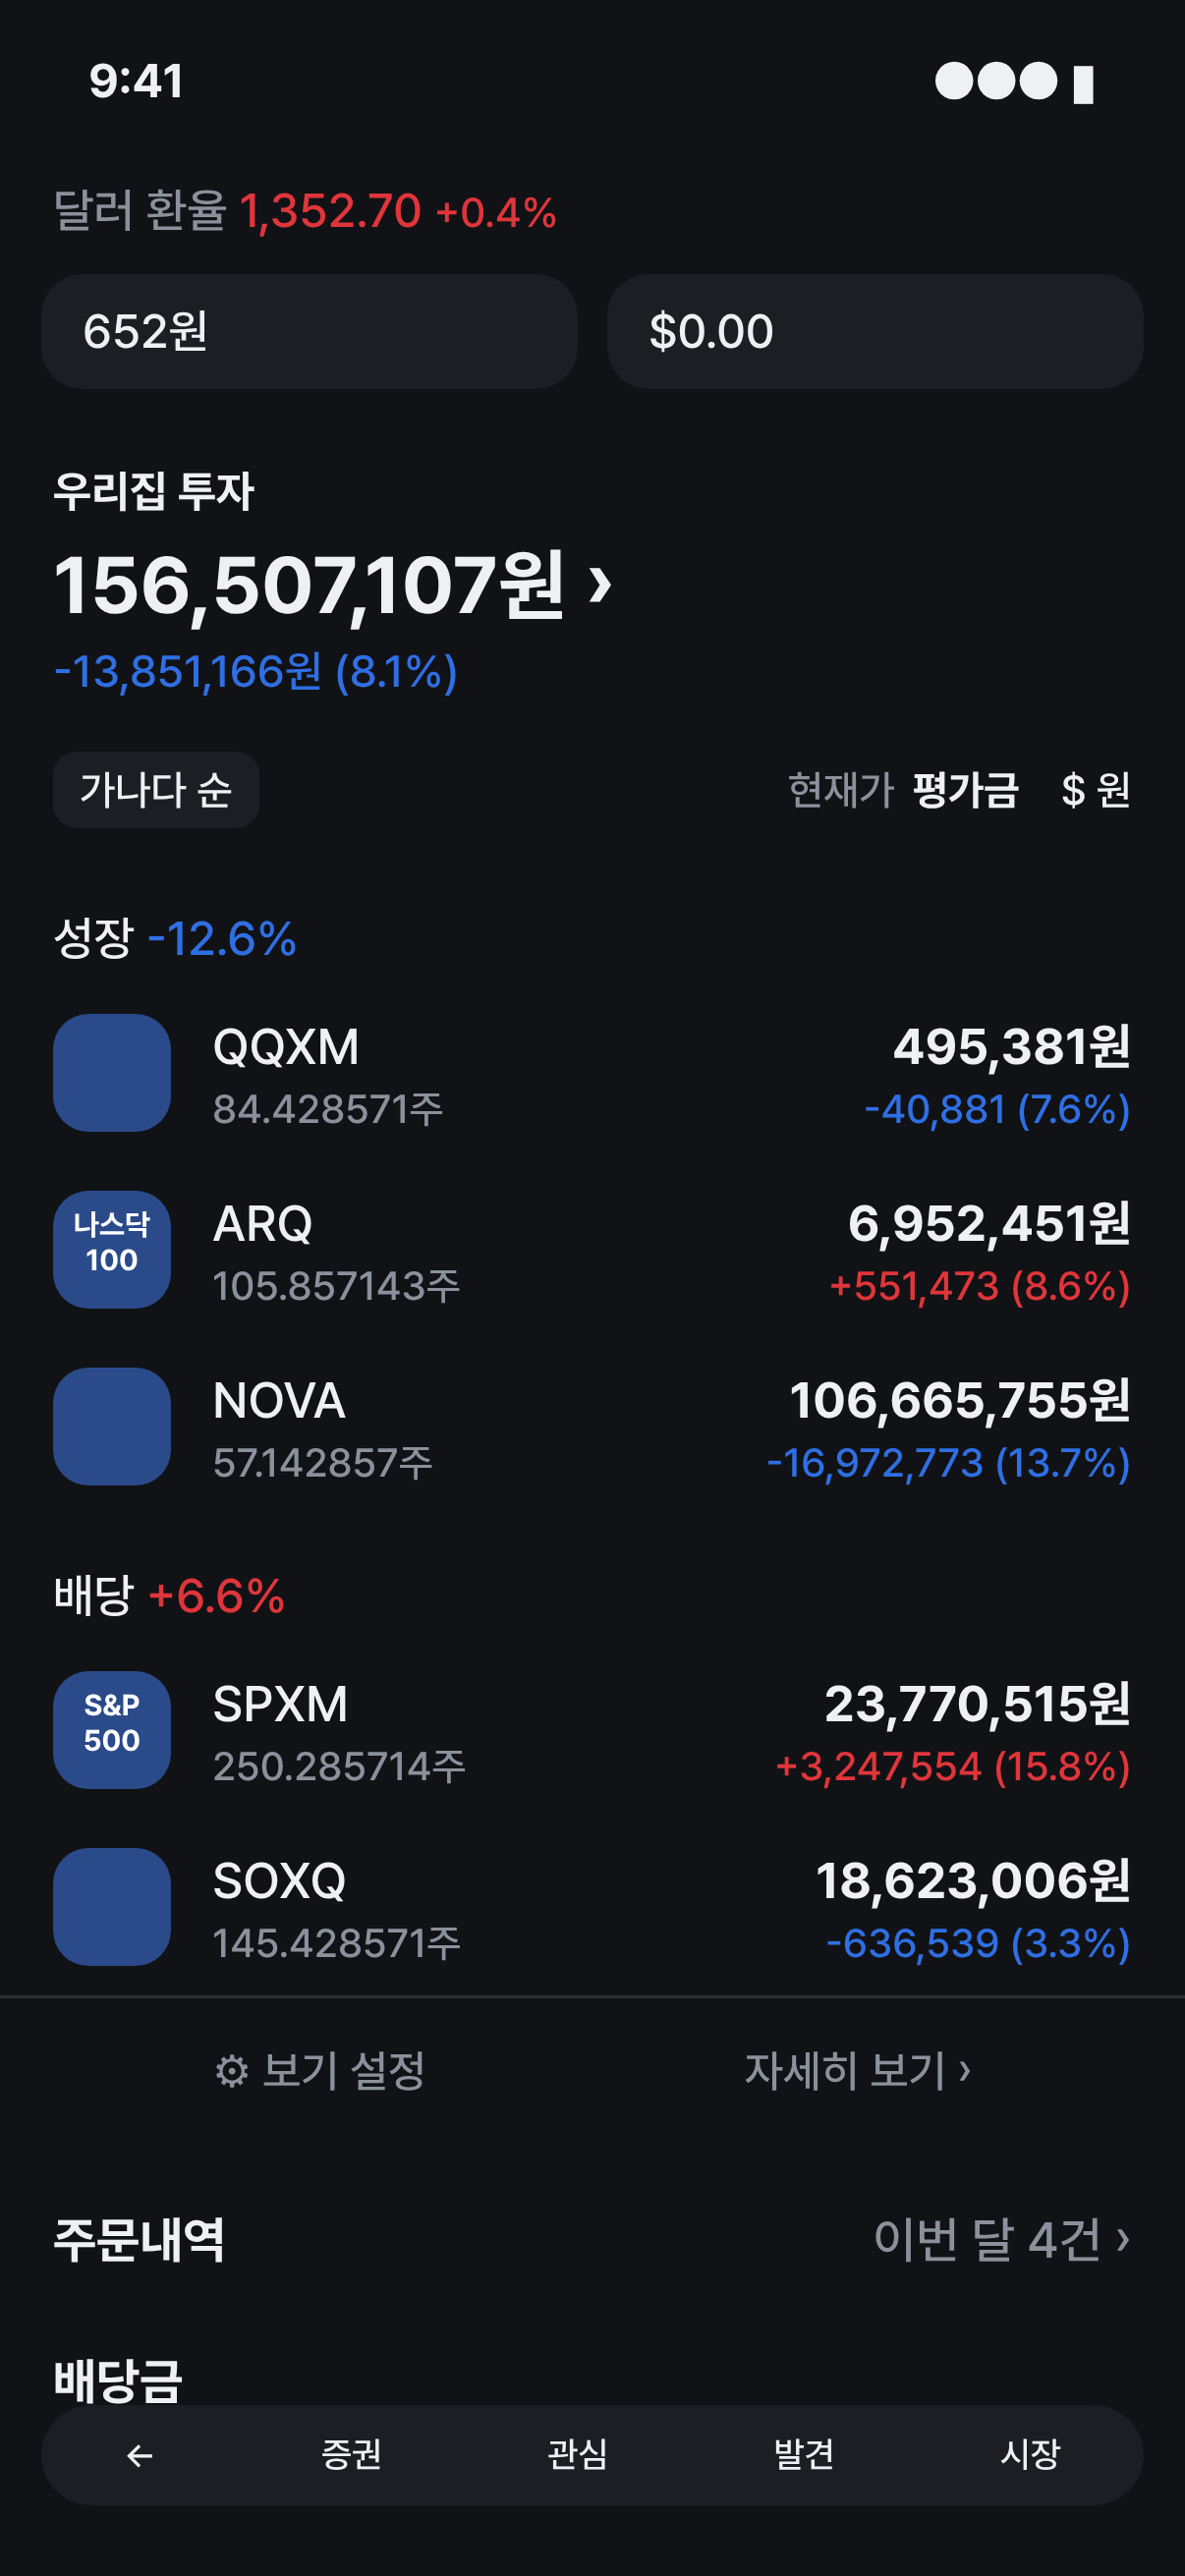 9:41
달러 환율 1,352.70 +0.4%
652원
$0.00
우리집 투자
156,507,107원 ›
-13,851,166원 (8.1%)
가나다 순
현재가 평가금 $ 원
성장 -12.6%
QQXM
495,381원
84.428571주
-40,881 (7.6%)
나스닥
100
ARQ
6,952,451원
105.857143주
+551,473 (8.6%)
NOVA
106,665,755원
57.142857주
-16,972,773 (13.7%)
배당 +6.6%
S&P
500
SPXM
23,770,515원
250.285714주
+3,247,554 (15.8%)
SOXQ
18,623,006원
145.428571주
-636,539 (3.3%)
⚙ 보기 설정
자세히 보기 ›
주문내역
이번 달 4건 ›
배당금
← 증권 관심 발견 시장